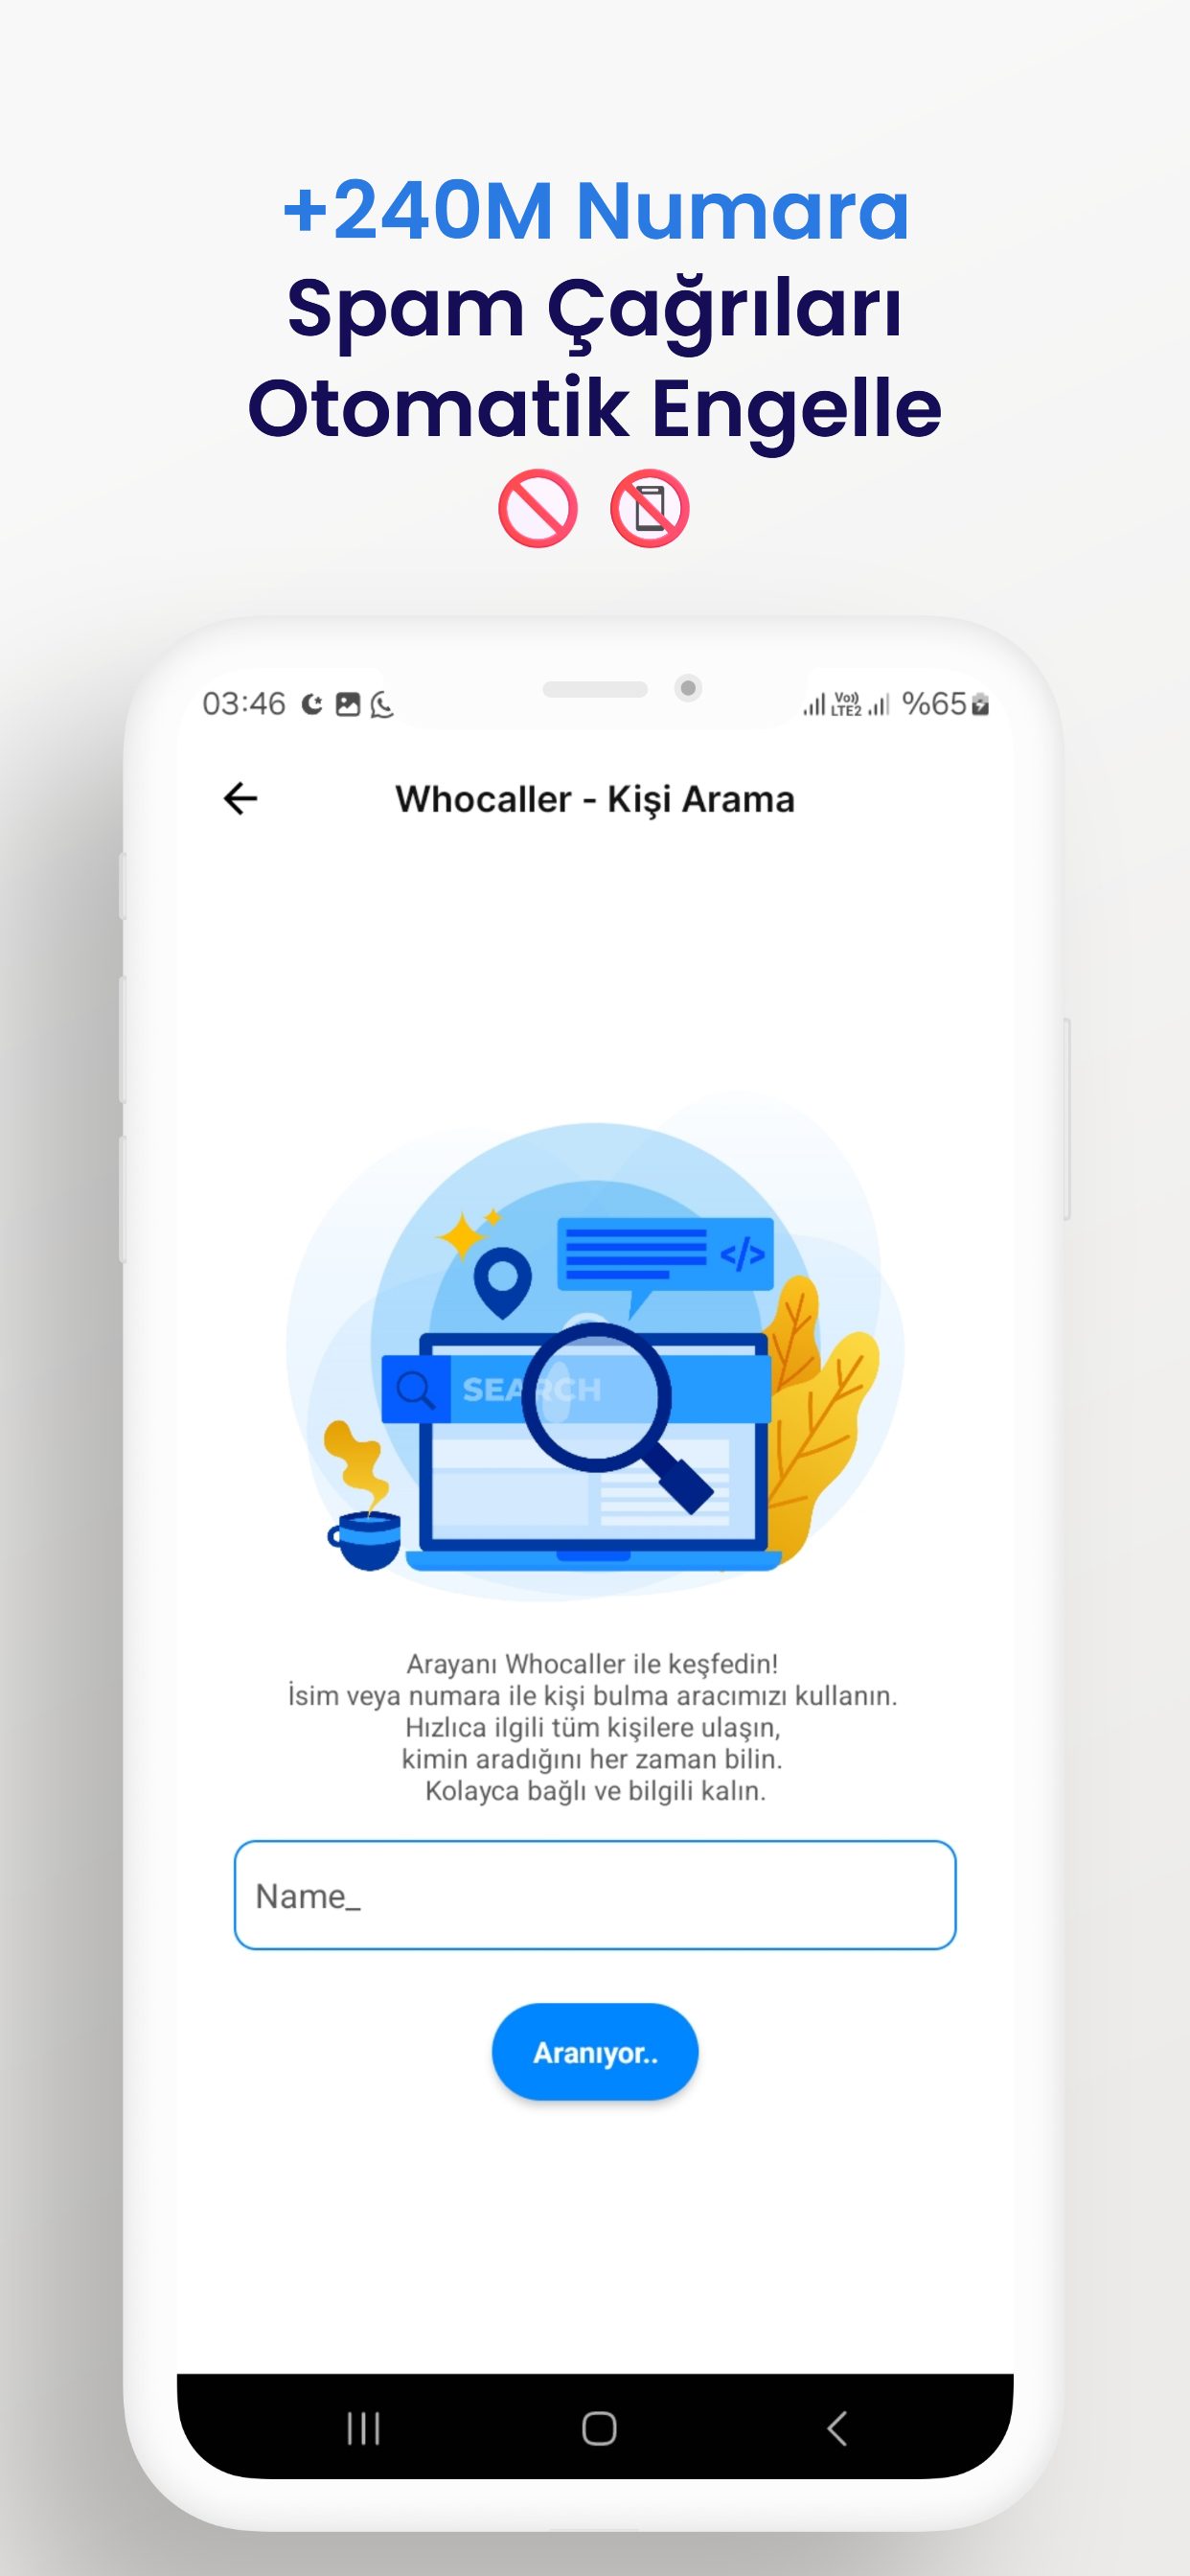 +240M Numara
Spam Çağrıları
Otomatik Engelle
03:46
Vo))
LTE2
%65
Whocaller - Kişi Arama
</>
SEARCH
Arayanı Whocaller ile keşfedin!
İsim veya numara ile kişi bulma aracımızı kullanın.
Hızlıca ilgili tüm kişilere ulaşın,
kimin aradığını her zaman bilin.
Kolayca bağlı ve bilgili kalın.
Name_
Aranıyor..